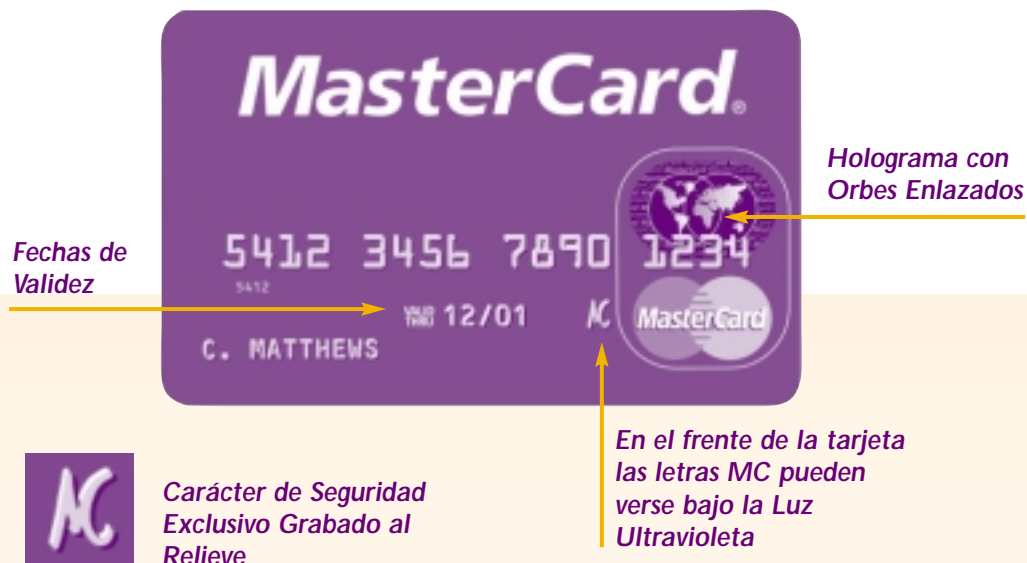 MasterCard®
Holograma con
Orbes Enlazados
5412 3456 7890 1234
5412
Fechas de
Validez
VALID
THRU 12/01 MC MasterCard
C. MATTHEWS
En el frente de la tarjeta
las letras MC pueden
verse bajo la Luz
Ultravioleta
MC
Carácter de Seguridad
Exclusivo Grabado al
Relieve